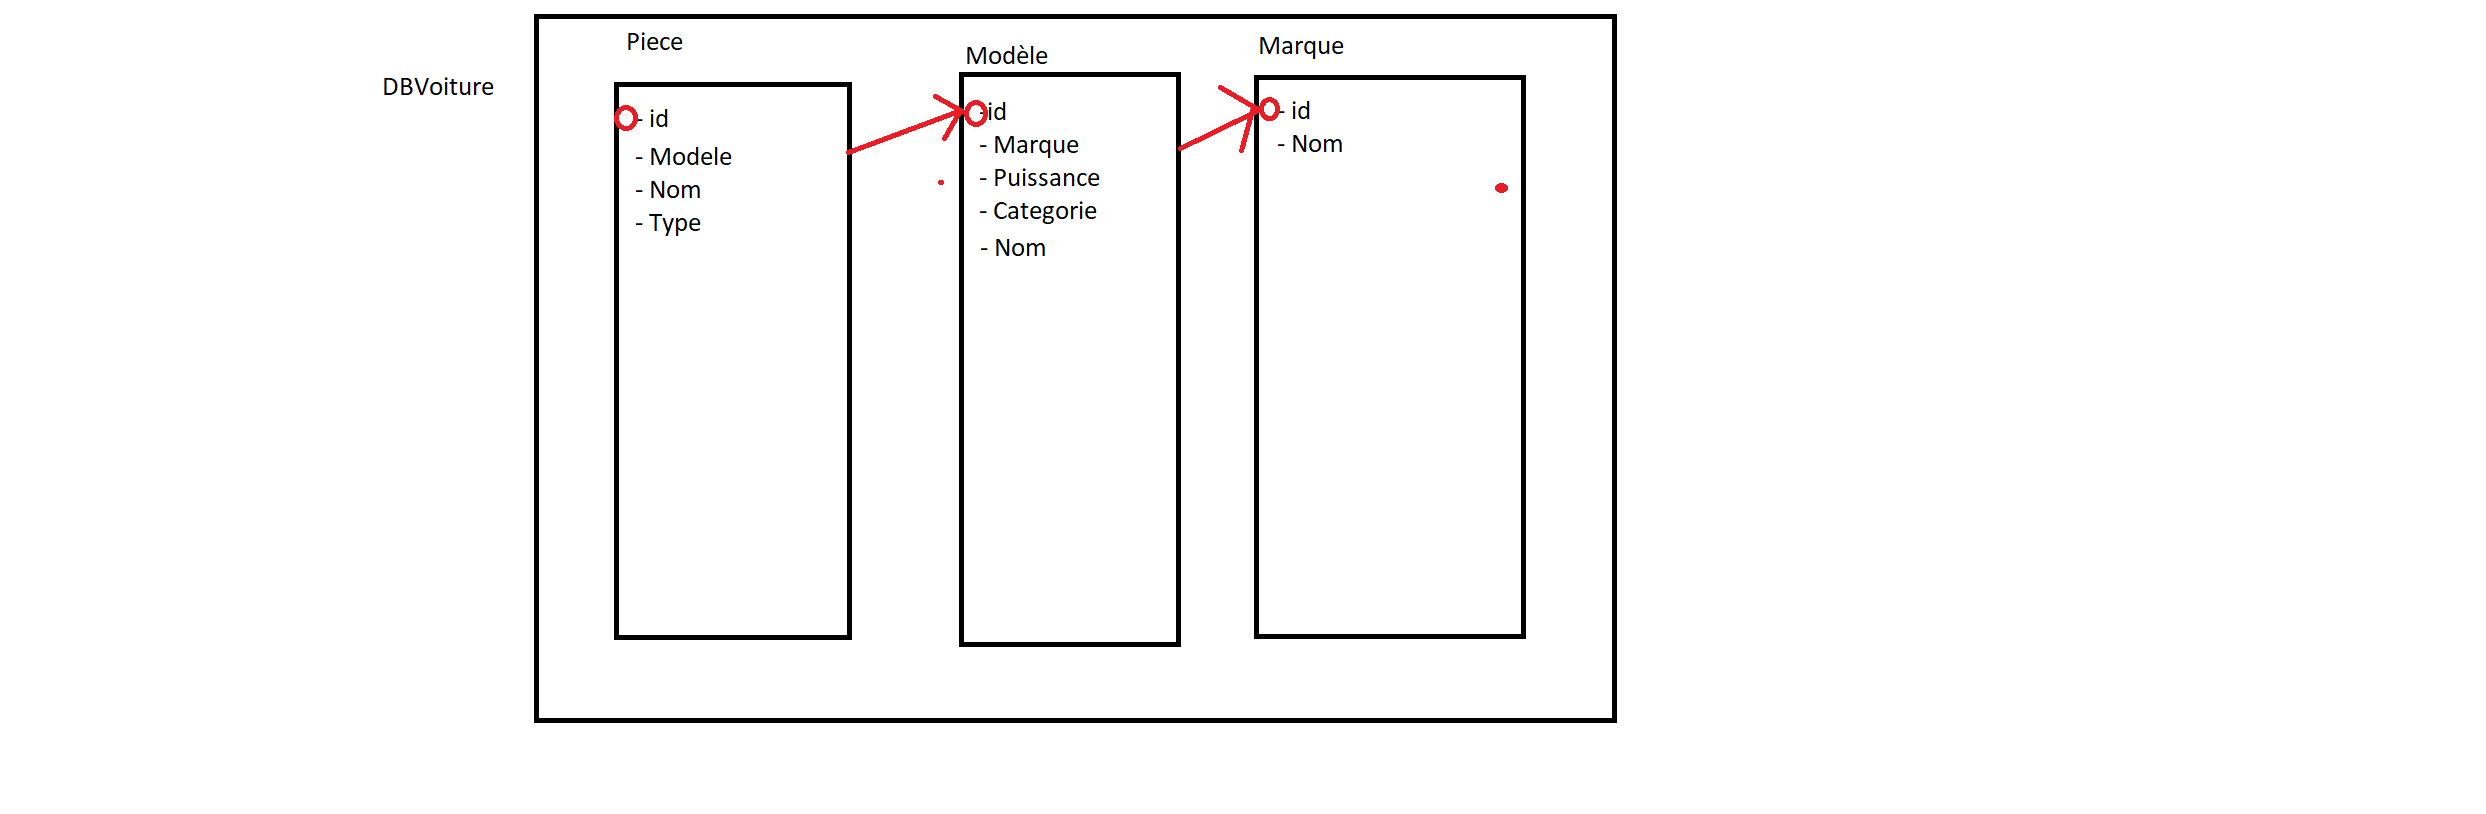 DBVoiture
Piece
- id
- Modele
- Nom
- Type
Modèle
-id
- Marque
- Puissance
- Categorie
- Nom
Marque
- id
- Nom